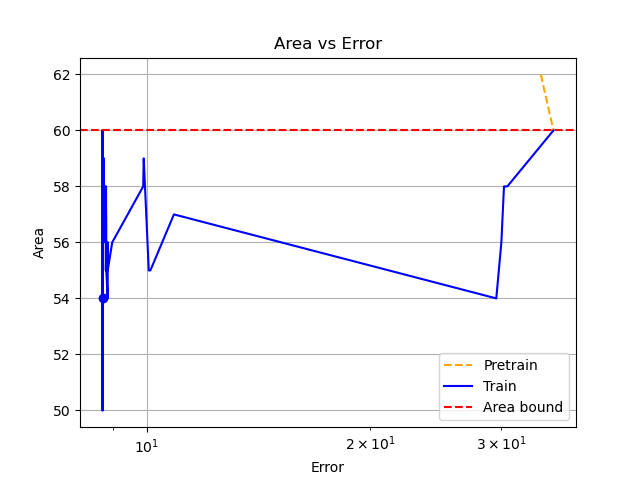 Area vs Error
62
60
58
56
54
52
50
Area
10¹
2 × 10¹
3 × 10¹
Error
Pretrain
Train
Area bound